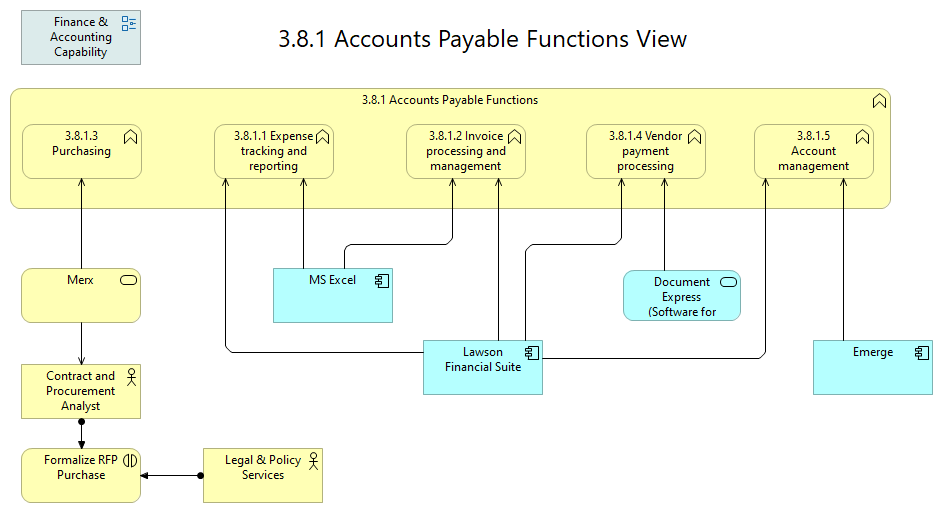 Finance &
Accounting
Capability
3.8.1 Accounts Payable Functions View
3.8.1 Accounts Payable Functions
3.8.1.3
Purchasing
3.8.1.1 Expense
tracking and
reporting
3.8.1.2 Invoice
processing and
management
3.8.1.4 Vendor
payment
processing
3.8.1.5
Account
management
Merx
MS Excel
Document
Express
(Software for
Lawson
Financial Suite
Emerge
Contract and
Procurement
Analyst
Formalize RFP
Purchase
Legal & Policy
Services